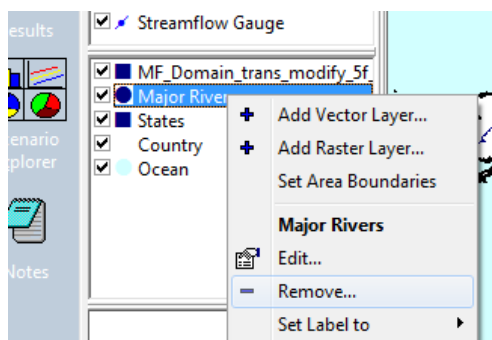 esults
Streamflow Gauge
MF_Domain_trans_modify_5f
Major River
States
Country
Ocean
cenario
xplorer
Notes
Add Vector Layer...
Add Raster Layer...
Set Area Boundaries
Major Rivers
Edit...
Remove...
Set Label to